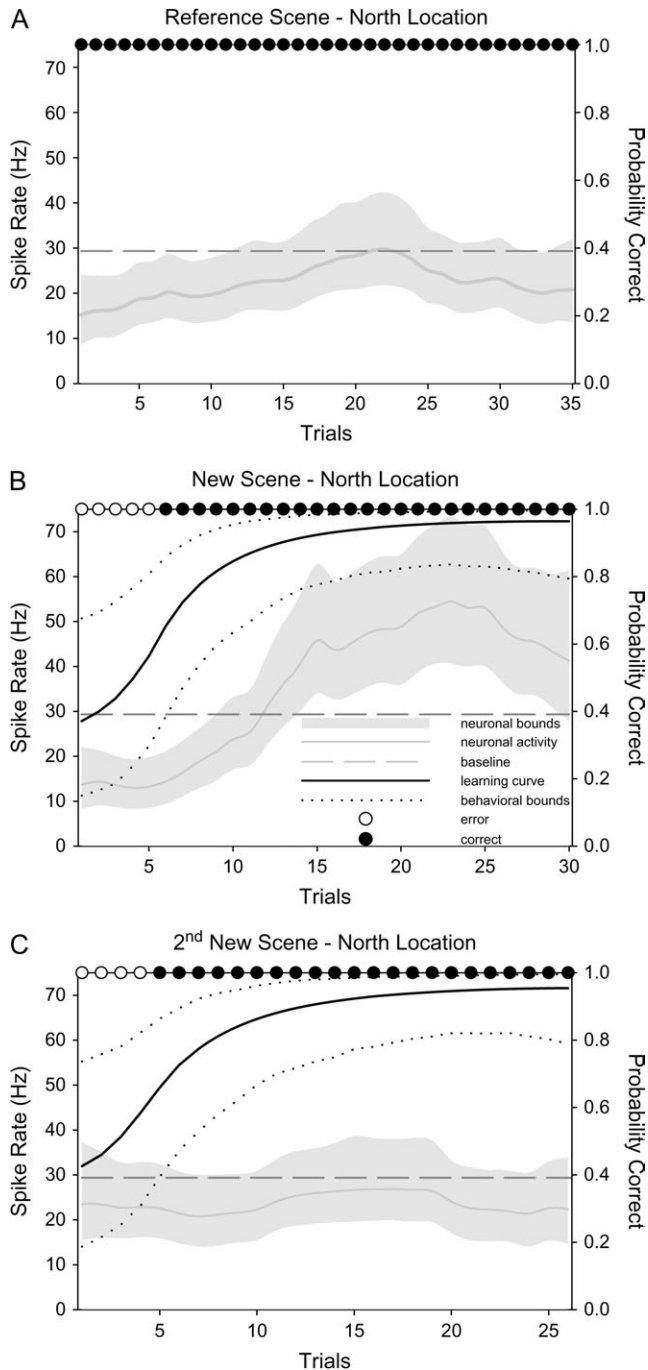 A
Reference Scene - North Location
70
60
50
40
30
20
10
0
Spike Rate (Hz)
1.0
0.8
0.6
0.4
0.2
0.0
Probability Correct
5 10 15 20 25 30 35
Trials
B
New Scene - North Location
70
60
50
40
30
20
10
0
Spike Rate (Hz)
1.0
0.8
0.6
0.4
0.2
0.0
Probability Correct
neuronal bounds
neuronal activity
baseline
learning curve
behavioral bounds
error
correct
5 10 15 20 25 30
Trials
C
2nd New Scene - North Location
70
60
50
40
30
20
10
0
Spike Rate (Hz)
1.0
0.8
0.6
0.4
0.2
0.0
Probability Correct
5 10 15 20 25
Trials